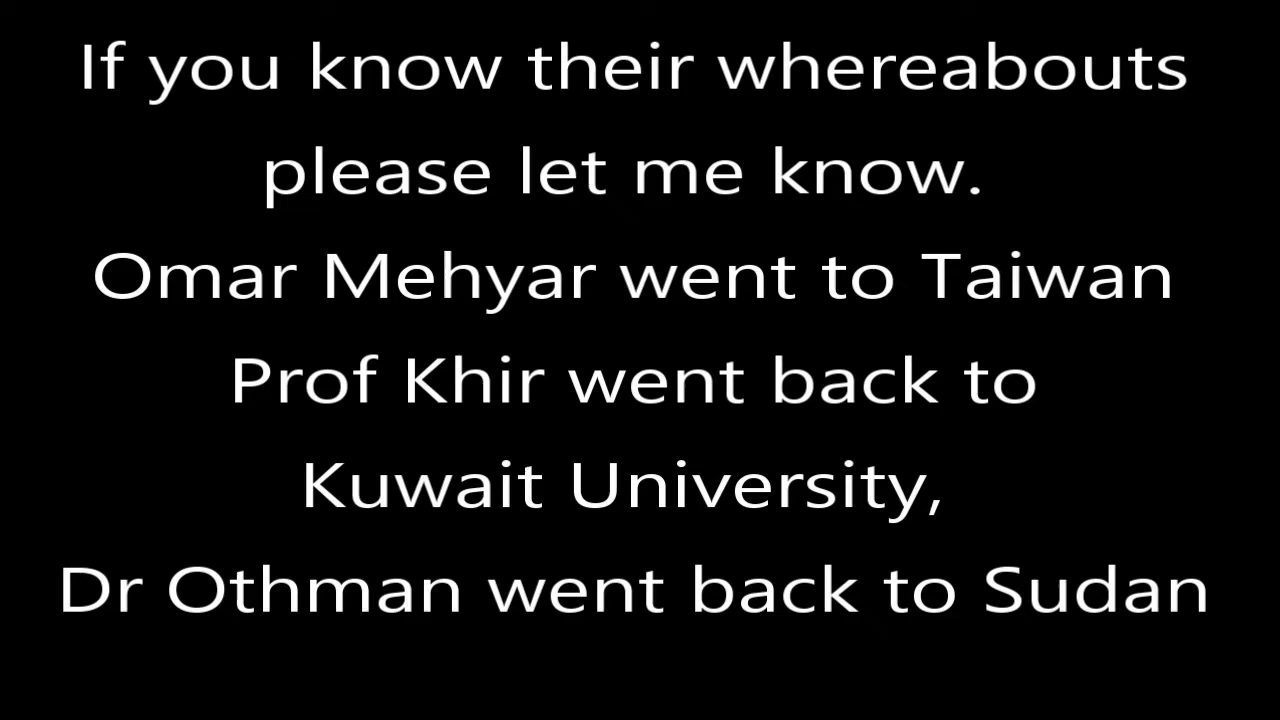 If you know their whereabouts
please let me know.
Omar Mehyar went to Taiwan
Prof Khir went back to
Kuwait University,
Dr Othman went back to Sudan